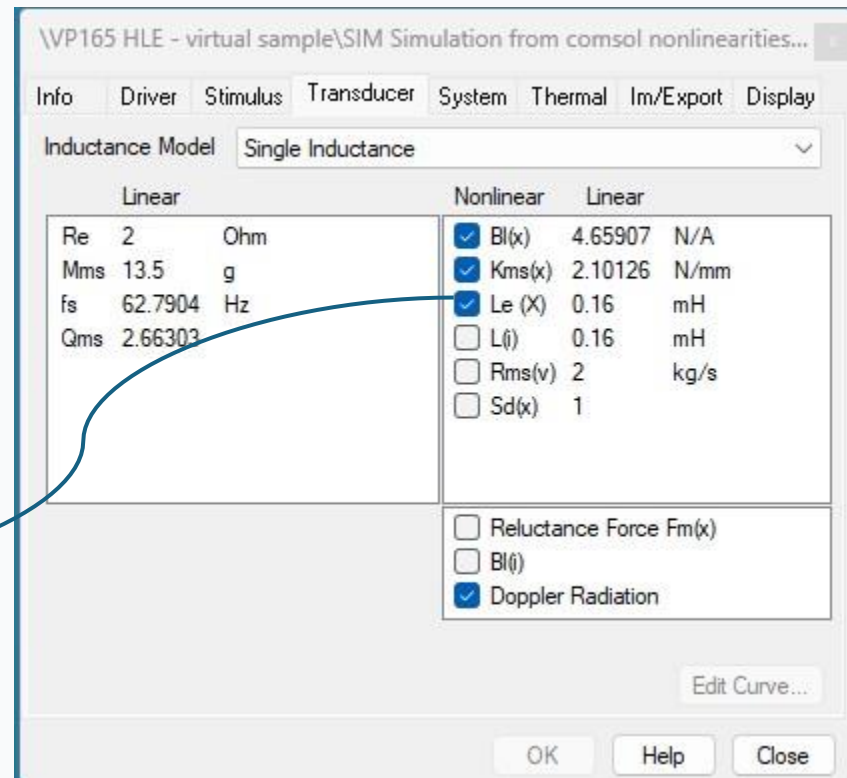 \VP165 HLE - virtual sample\SIM Simulation from comsol nonlinearities...
Info Driver Stimulus Transducer System Thermal Im/Export Display
Inductance Model Single Inductance
Linear
Re 2 Ohm
Mms 13.5 g
fs 62.7904 Hz
Qms 2.66303
Nonlinear Linear
Bl(x) 4.65907 N/A
Kms(x) 2.10126 N/mm
Le (X) 0.16 mH
L(i) 0.16 mH
Rms(v) 2 kg/s
Sd(x) 1
Reluctance Force Fm(x)
Bl(i)
Doppler Radiation
Edit Curve...
OK Help Close